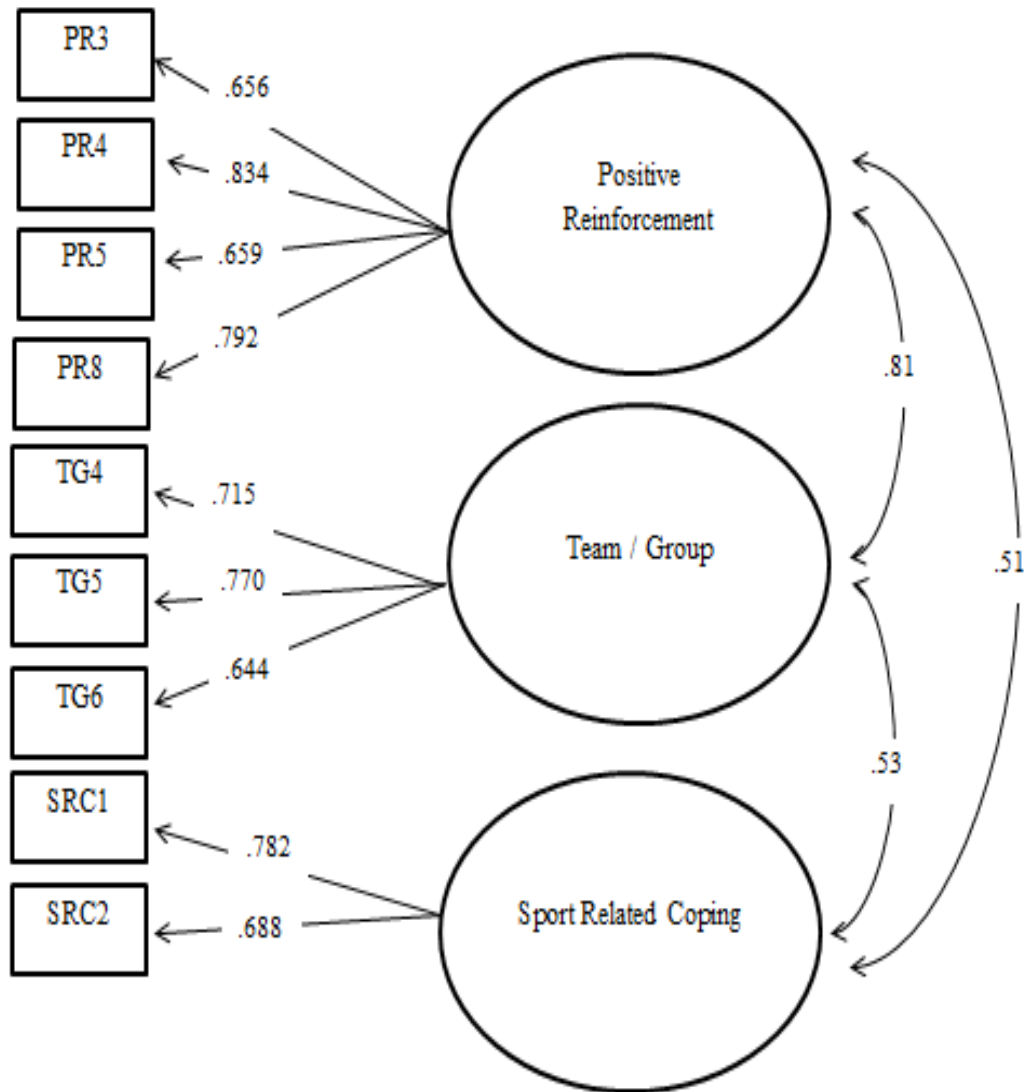 PR3
.656
PR4
.834
PR5
.659
PR8
.792
Positive
Reinforcement
.81
TG4
.715
TG5
.770
TG6
.644
Team / Group
.51
.53
SRC1
.782
SRC2
.688
Sport Related Coping